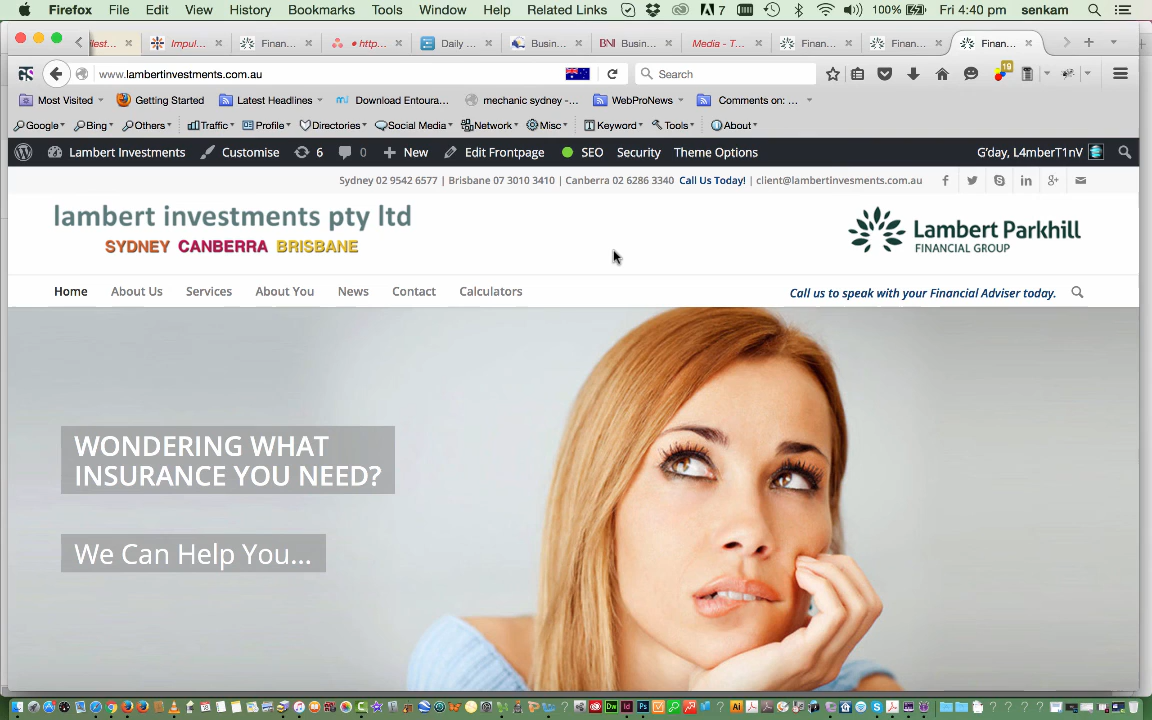 Firefox File Edit View History Bookmarks Tools Window Help Related Links 7 100% Fri 4:40 pm senkam
llest... Impul... Finan... • http... Daily ... Busin... BNI Busin... Media - T... Finan... Finan... Finan...
www.lambertinvestments.com.au Search 19
Most Visited Getting Started Latest Headlines Download Entoura... mechanic sydney -... WebProNews Comments on: ...
Google Bing Others Traffic Profile Directories Social Media Network Misc Keyword Tools About
Lambert Investments Customise 6 0 New Edit Frontpage SEO Security Theme Options G'day, L4mberT1nV
Sydney 02 9542 6577 | Brisbane 07 3010 3410 | Canberra 02 6286 3340 Call Us Today! | client@lambertinvesments.com.au
lambert investments pty ltd
SYDNEY CANBERRA BRISBANE
Lambert Parkhill
FINANCIAL GROUP
Home About Us Services About You News Contact Calculators Call us to speak with your Financial Adviser today.
WONDERING WHAT
INSURANCE YOU NEED?
We Can Help You...